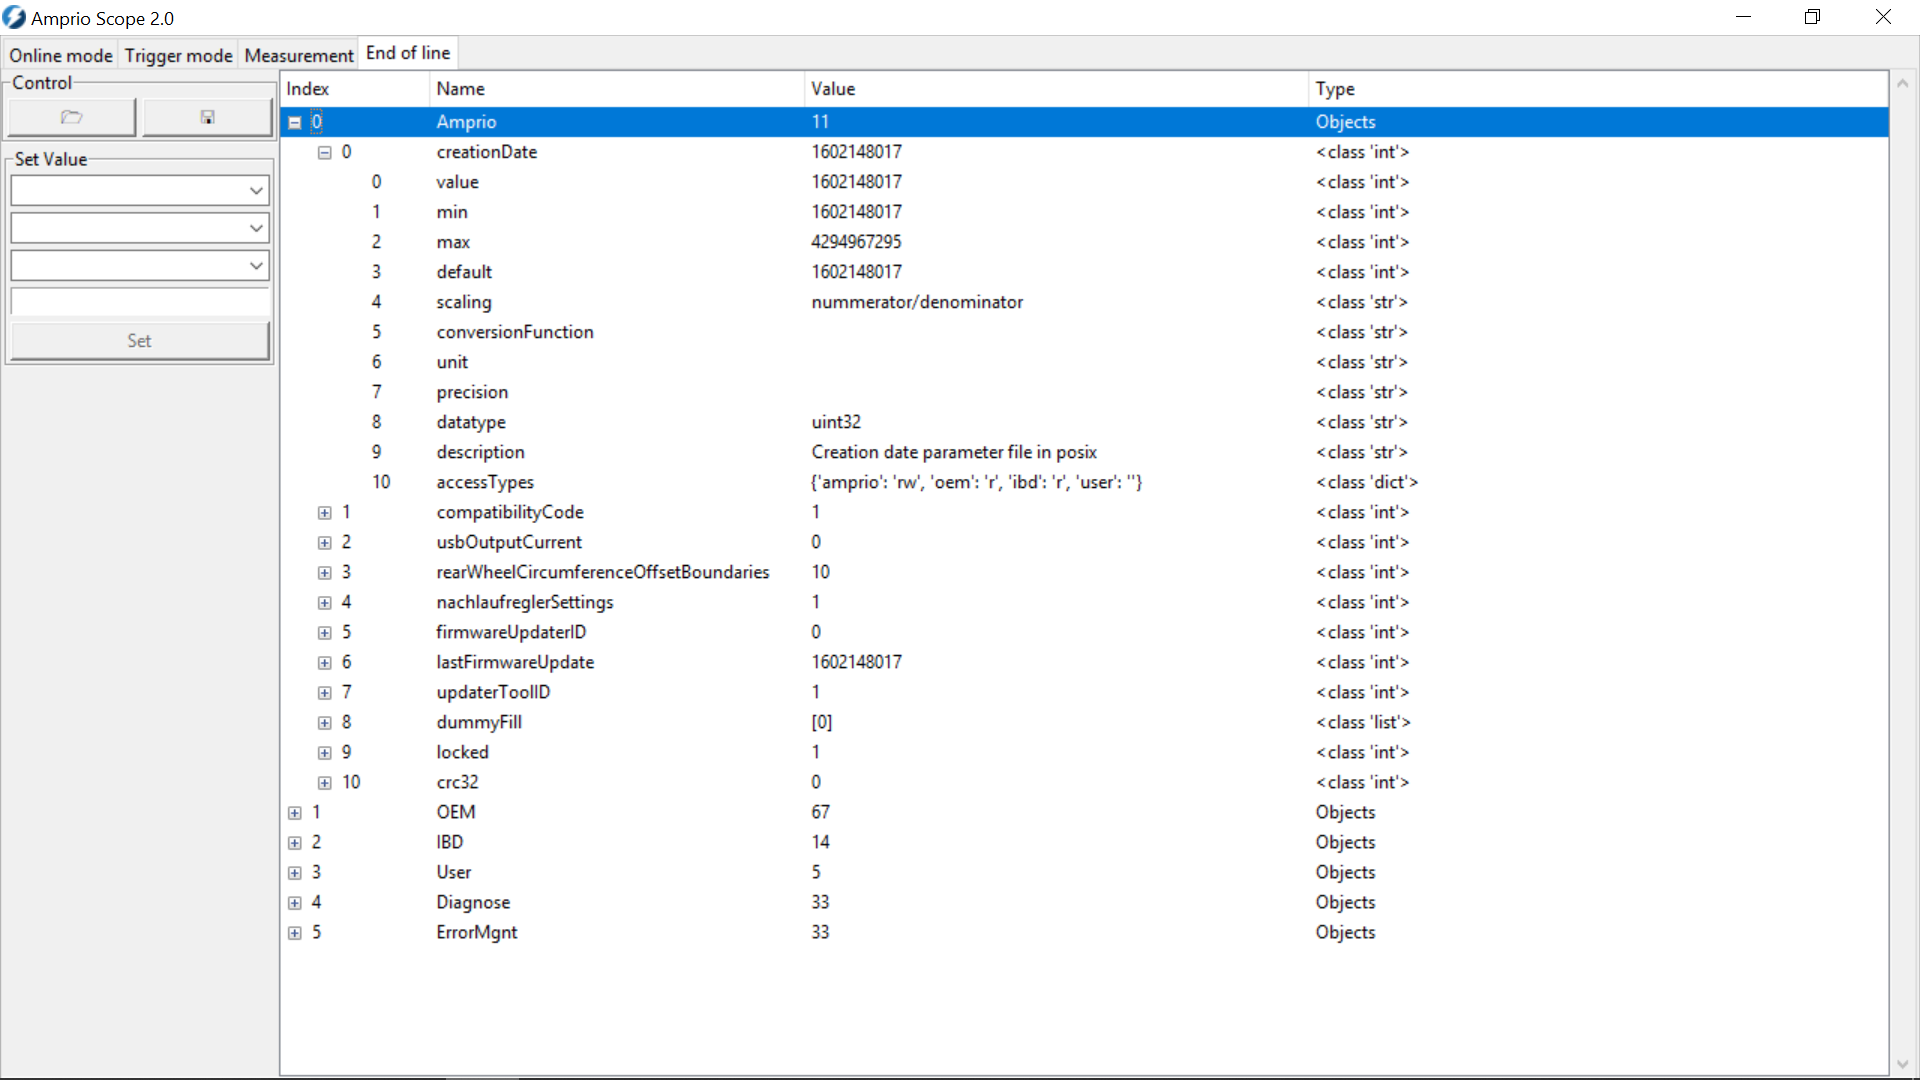 Amprio Scope 2.0
Online mode Trigger mode Measurement End of line
Control
Set Value
Set
Index Name Value Type
0 Amprio 11 Objects
0 creationDate 1602148017 <class 'int'>
0 value 1602148017 <class 'int'>
1 min 1602148017 <class 'int'>
2 max 4294967295 <class 'int'>
3 default 1602148017 <class 'int'>
4 scaling nummerator/denominator <class 'str'>
5 conversionFunction <class 'str'>
6 unit <class 'str'>
7 precision <class 'str'>
8 datatype uint32 <class 'str'>
9 description Creation date parameter file in posix <class 'str'>
10 accessTypes {'amprio': 'rw', 'oem': 'r', 'ibd': 'r', 'user': ''} <class 'dict'>
1 compatibilityCode 1 <class 'int'>
2 usbOutputCurrent 0 <class 'int'>
3 rearWheelCircumferenceOffsetBoundaries 10 <class 'int'>
4 nachlaufreglerSettings 1 <class 'int'>
5 firmwareUpdaterID 0 <class 'int'>
6 lastFirmwareUpdate 1602148017 <class 'int'>
7 updaterToolID 1 <class 'int'>
8 dummyFill [0] <class 'list'>
9 locked 1 <class 'int'>
10 crc32 0 <class 'int'>
1 OEM 67 Objects
2 IBD 14 Objects
3 User 5 Objects
4 Diagnose 33 Objects
5 ErrorMgnt 33 Objects